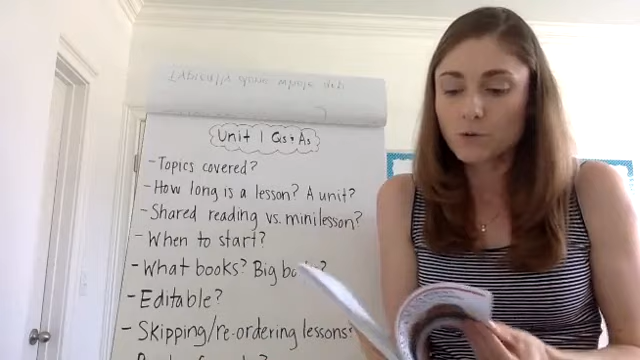 Unit 1 Qs + As
- Topics covered?
- How long is a lesson? A unit?
- Shared reading vs. minilesson?
- When to start?
- What books? Big books?
- Editable?
- Skipping/re-ordering lessons?